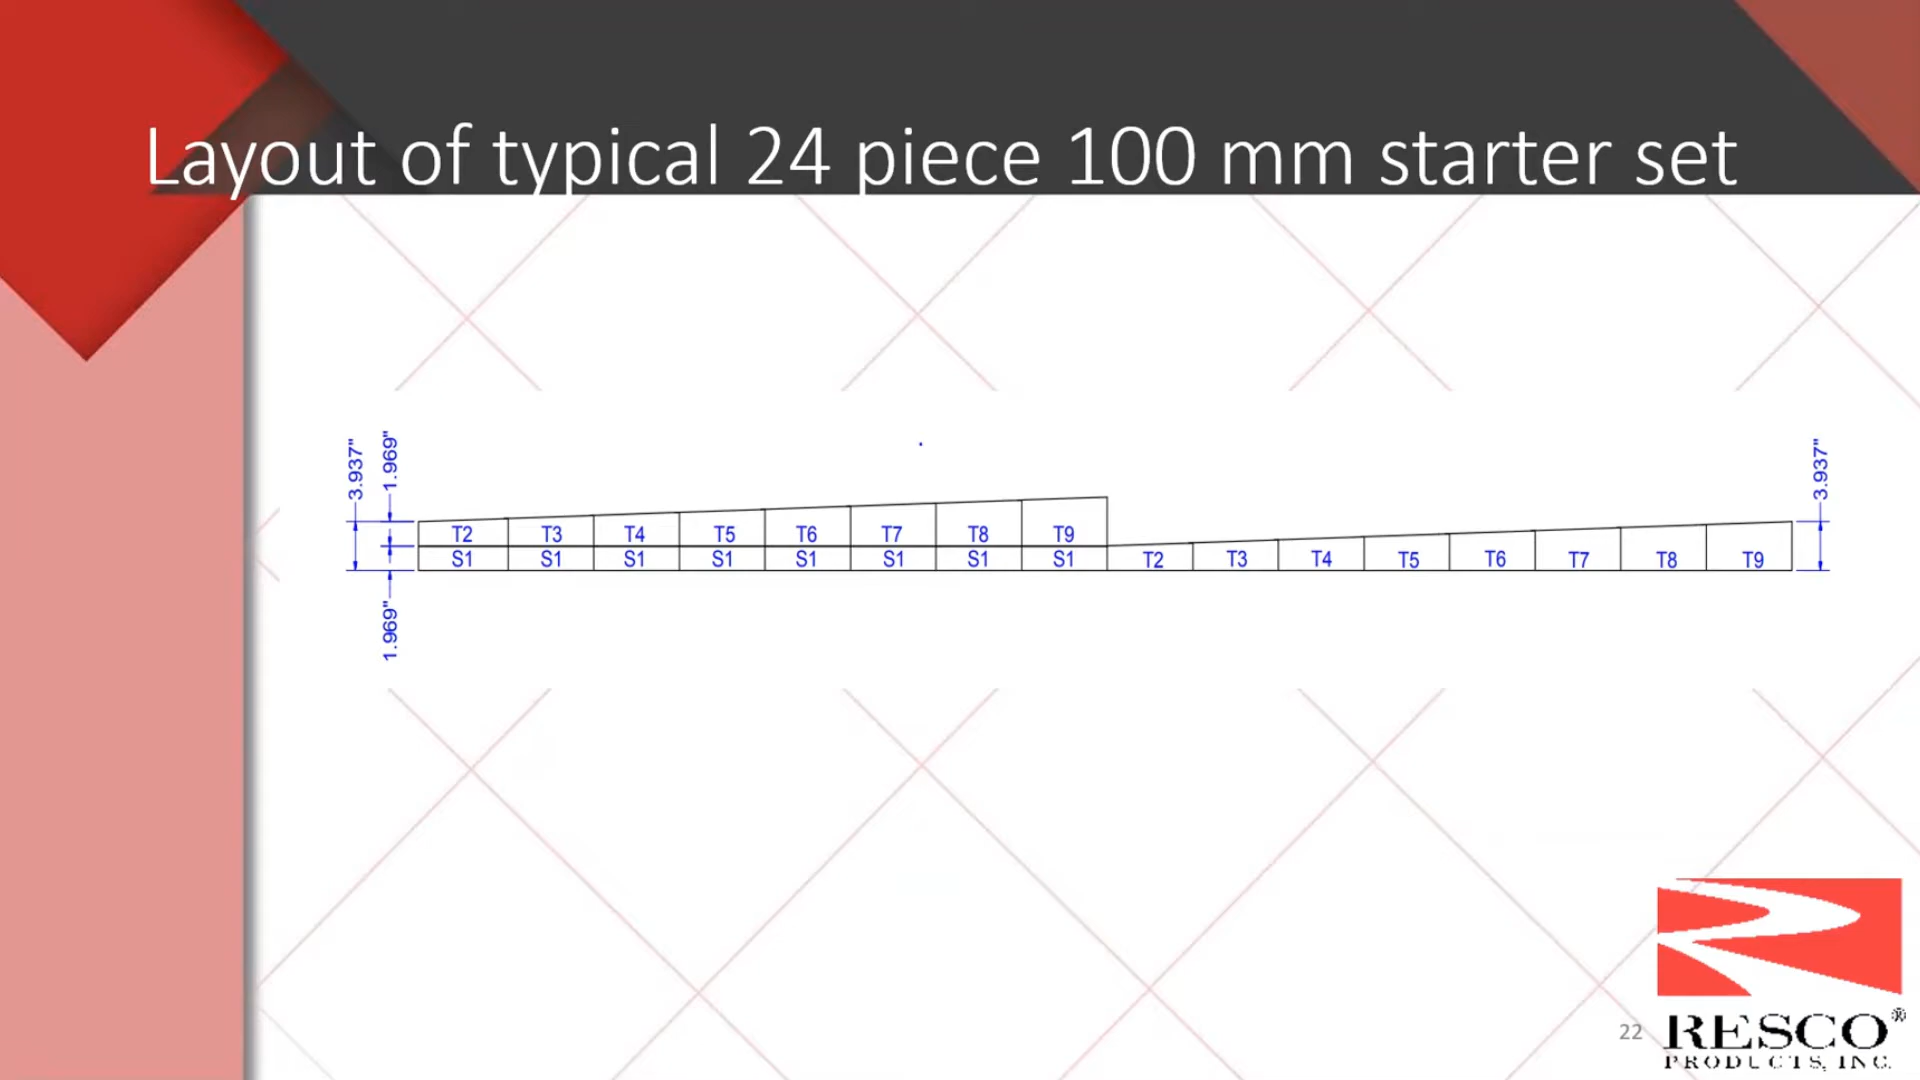 Layout of typical 24 piece 100 mm starter set
3.937"
1.969"
3.937"
T2 T3 T4 T5 T6 T7 T8 T9
S1 S1 S1 S1 S1 S1 S1 S1
T2 T3 T4 T5 T6 T7 T8 T9
1.969"
22
RESCO®
PRODUCTS, INC.